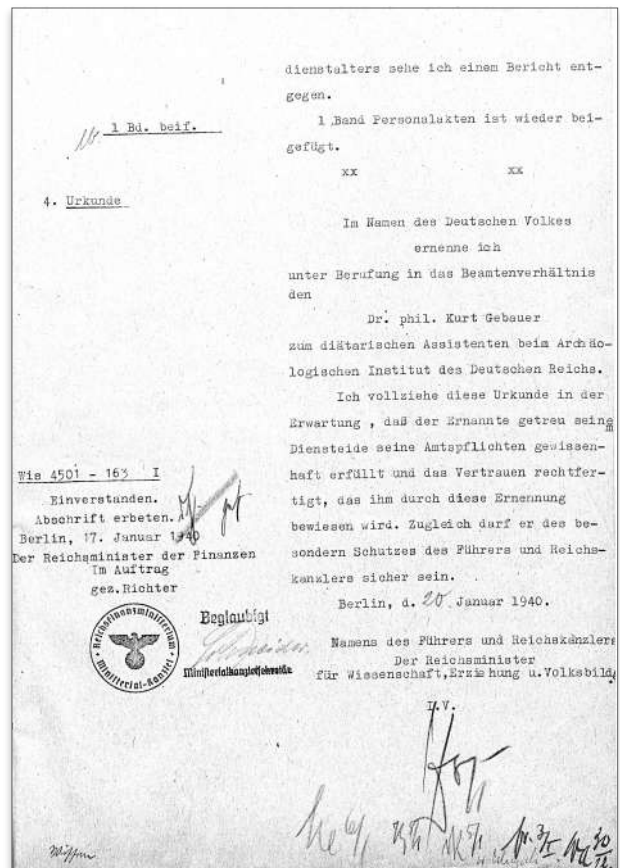 dienstalters sehe ich einem Bericht ent-
gegen.
1 Bd. beif.
1 Band Personalakten ist wieder bei-
gefügt.
xx xx
4. Urkunde
Im Namen des Deutschen Volkes
ernenne ich
unter Berufung in das Beamtenverhältnis
den
Dr. phil. Kurt Gebauer
zum diätarischen Assistenten beim Archäo-
logischen Institut des Deutschen Reichs.
Ich vollziehe diese Urkunde in der
Erwartung , daß der Ernannte getreu seinem
Diensteide seine Amtspflichten gewissen-
haft erfüllt und das Vertrauen rechtfer-
tigt, das ihm durch diese Ernennung
bewiesen wird. Zugleich darf er des be-
sondern Schutzes des Führers und Reichs-
kanzlers sicher sein.
Berlin, d. 20 Januar 1940.
Namens des Führers und Reichskanzlers
Der Reichsminister
für Wissenschaft,Erziehung u.Volksbild.
I.V.
Wis 4501 - 163 I
Einverstanden.
Abschrift erbeten.
Berlin, 17. Januar 1940
Der Reichsminister der Finanzen
Im Auftrag
gez.Richter
Reichsfinanzministerium
Ministerial-Kanzlei
Beglaubigt
Ministerialkanzleisekretär